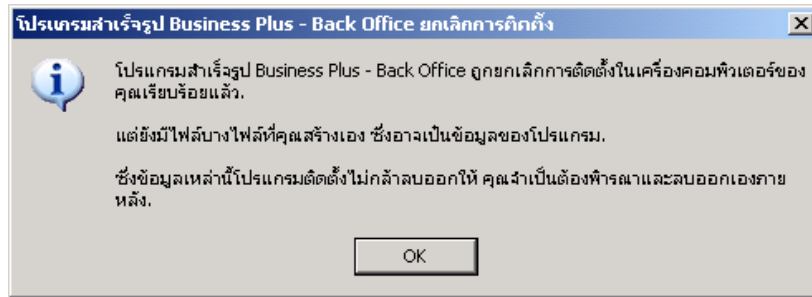 โปรแกรมสำเร็จรูป Business Plus - Back Office ยกเลิกการติดตั้ง
โปรแกรมสำเร็จรูป Business Plus - Back Office ถูกยกเลิกการติดตั้งในเครื่องคอมพิวเตอร์ของ
คุณเรียบร้อยแล้ว.
แต่ยังมีไฟล์บางไฟล์ที่คุณสร้างเอง ซึ่งอาจเป็นข้อมูลของโปรแกรม.
ซึ่งข้อมูลเหล่านี้โปรแกรมติดตั้งไม่กล้าลบออกให้ คุณจำเป็นต้องพิารณาและลบออกเองภาย
หลัง.
OK